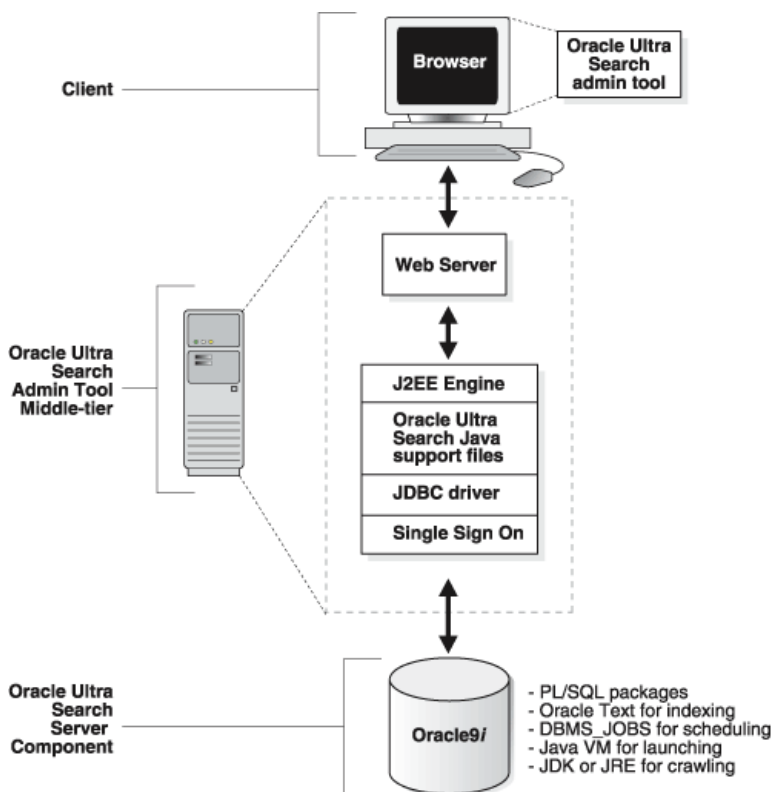 Client
Browser
Oracle Ultra
Search
admin tool
Oracle Ultra
Search
Admin Tool
Middle-tier
Web Server
J2EE Engine
Oracle Ultra
Search Java
support files
JDBC driver
Single Sign On
Oracle Ultra
Search
Server
Component
Oracle9i
- PL/SQL packages
- Oracle Text for indexing
- DBMS_JOBS for scheduling
- Java VM for launching
- JDK or JRE for crawling